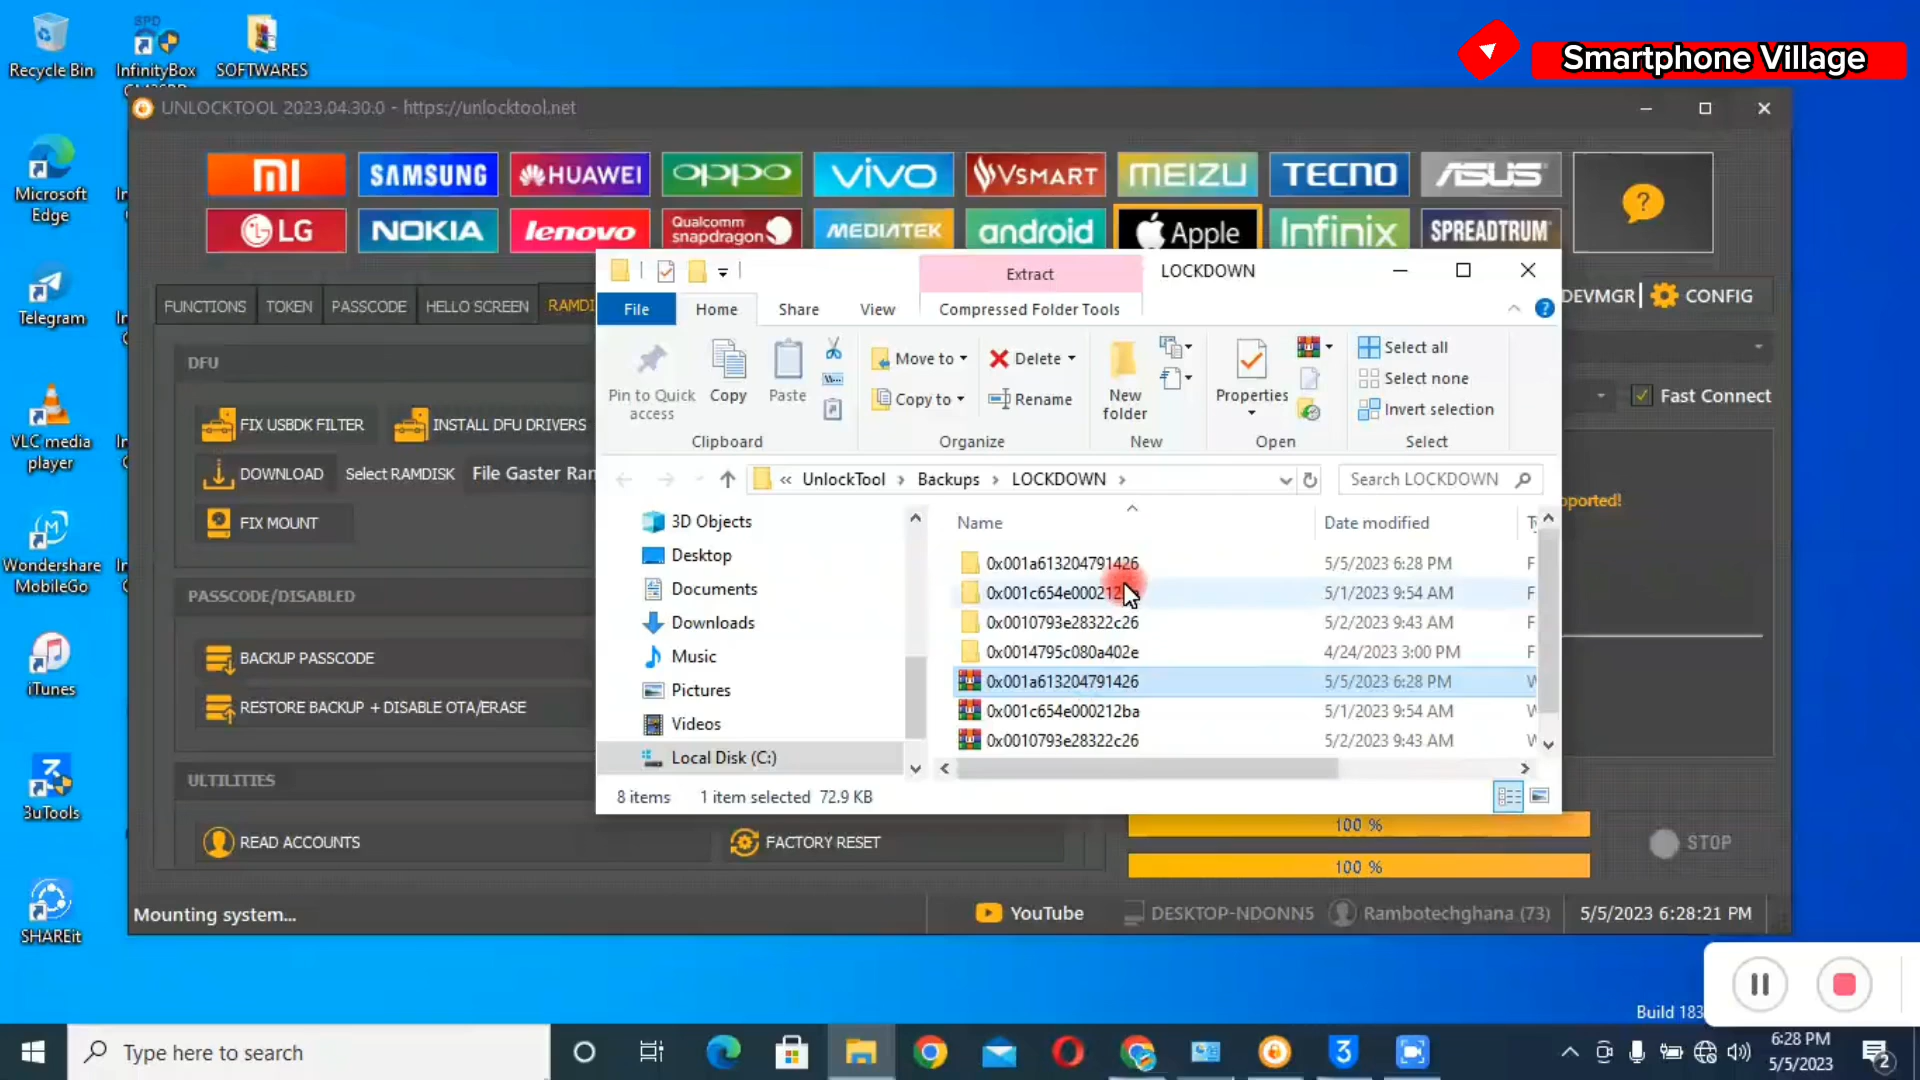 Smartphone Village
Recycle Bin
SPD
InfinityBox
SOFTWARES
UNLOCKTOOL 2023.04.30.0 - https://unlocktool.net
mi
SAMSUNG
HUAWEI
oppo
vivo
VSMART
MEIZU
TECNO
ASUS
?
LG
NOKIA
lenovo
Qualcomm
snapdragon
MEDIATEK
android
Apple
Infinix
SPREADTRUM
Microsoft
Edge
FUNCTIONS
TOKEN
PASSCODE
HELLO SCREEN
RAMDI
DEVMGR
CONFIG
Extract
LOCKDOWN
File
Home
Share
View
Compressed Folder Tools
Telegram
DFU
Pin to Quick
access
Copy
Paste
Move to
Copy to
Delete
Rename
New
folder
Properties
Select all
Select none
Invert selection
Clipboard
Organize
New
Open
Select
Fast Connect
FIX USBDK FILTER
INSTALL DFU DRIVERS
DOWNLOAD
Select RAMDISK
File Gaster Ran
FIX MOUNT
VLC media
player
« UnlockTool › Backups › LOCKDOWN ›
Search LOCKDOWN
pported!
3D Objects
Desktop
Documents
Downloads
Music
Pictures
Videos
Local Disk (C:)
Name
Date modified
0x001a613204791426
5/5/2023 6:28 PM
F
5/1/2023 9:54 AM
F
0x0010793e28322c26
5/2/2023 9:43 AM
F
0x0014795c080a402e
4/24/2023 3:00 PM
F
0x001a613204791426
5/5/2023 6:28 PM
0x001c654e000212ba
5/1/2023 9:54 AM
0x0010793e28322c26
5/2/2023 9:43 AM
8 items
1 item selected 72.9 KB
Wondershare
MobileGo
PASSCODE/DISABLED
BACKUP PASSCODE
RESTORE BACKUP + DISABLE OTA/ERASE
iTunes
ULTILITIES
3uTools
READ ACCOUNTS
FACTORY RESET
100 %
100 %
STOP
SHAREit
Mounting system...
YouTube
DESKTOP-NDONN5
Rambotechghana (73)
5/5/2023 6:28:21 PM
Build 183
Type here to search
3
6:28 PM
5/5/2023
2